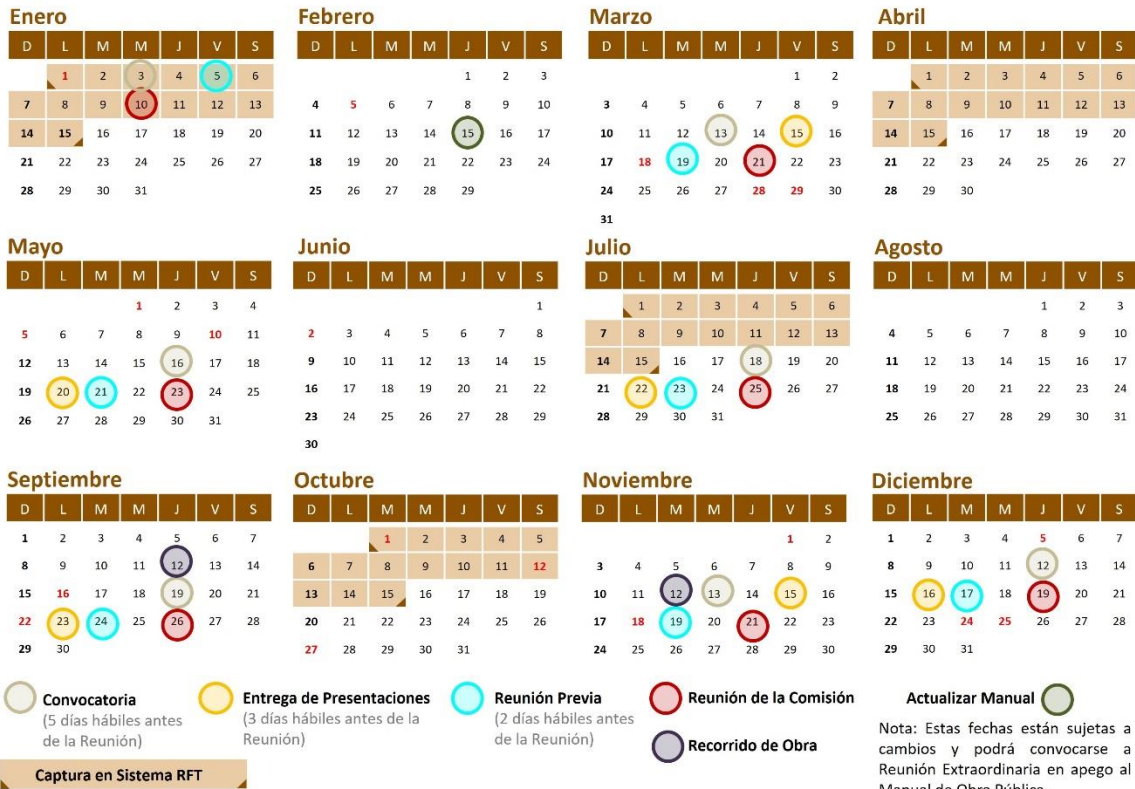 Enero
D L M M J V S
1 2 3 4 5 6
7 8 9 10 11 12 13
14 15 16 17 18 19 20
21 22 23 24 25 26 27
28 29 30 31
Febrero
D L M M J V S
1 2 3
4 5 6 7 8 9 10
11 12 13 14 15 16 17
18 19 20 21 22 23 24
25 26 27 28 29
Marzo
D L M M J V S
1 2
3 4 5 6 7 8 9
10 11 12 13 14 15 16
17 18 19 20 21 22 23
24 25 26 27 28 29 30
31
Abril
D L M M J V S
1 2 3 4 5 6
7 8 9 10 11 12 13
14 15 16 17 18 19 20
21 22 23 24 25 26 27
28 29 30
Mayo
D L M M J V S
1 2 3 4
5 6 7 8 9 10 11
12 13 14 15 16 17 18
19 20 21 22 23 24 25
26 27 28 29 30 31
Junio
D L M M J V S
1
2 3 4 5 6 7 8
9 10 11 12 13 14 15
16 17 18 19 20 21 22
23 24 25 26 27 28 29
30
Julio
D L M M J V S
1 2 3 4 5 6
7 8 9 10 11 12 13
14 15 16 17 18 19 20
21 22 23 24 25 26 27
28 29 30 31
Agosto
D L M M J V S
1 2 3
4 5 6 7 8 9 10
11 12 13 14 15 16 17
18 19 20 21 22 23 24
25 26 27 28 29 30 31
Septiembre
D L M M J V S
1 2 3 4 5 6 7
8 9 10 11 12 13 14
15 16 17 18 19 20 21
22 23 24 25 26 27 28
29 30
Octubre
D L M M J V S
1 2 3 4 5
6 7 8 9 10 11 12
13 14 15 16 17 18 19
20 21 22 23 24 25 26
27 28 29 30 31
Noviembre
D L M M J V S
1 2
3 4 5 6 7 8 9
10 11 12 13 14 15 16
17 18 19 20 21 22 23
24 25 26 27 28 29 30
Diciembre
D L M M J V S
1 2 3 4 5 6 7
8 9 10 11 12 13 14
15 16 17 18 19 20 21
22 23 24 25 26 27 28
29 30 31
Convocatoria
(5 días hábiles antes
de la Reunión)
Entrega de Presentaciones
(3 días hábiles antes de la
Reunión)
Reunión Previa
(2 días hábiles antes
de la Reunión)
Reunión de la Comisión
Recorrido de Obra
Actualizar Manual
Nota: Estas fechas están sujetas a
cambios y podrá convocarse a
Reunión Extraordinaria en apego al
Manual de Obra Pública
Captura en Sistema RFT